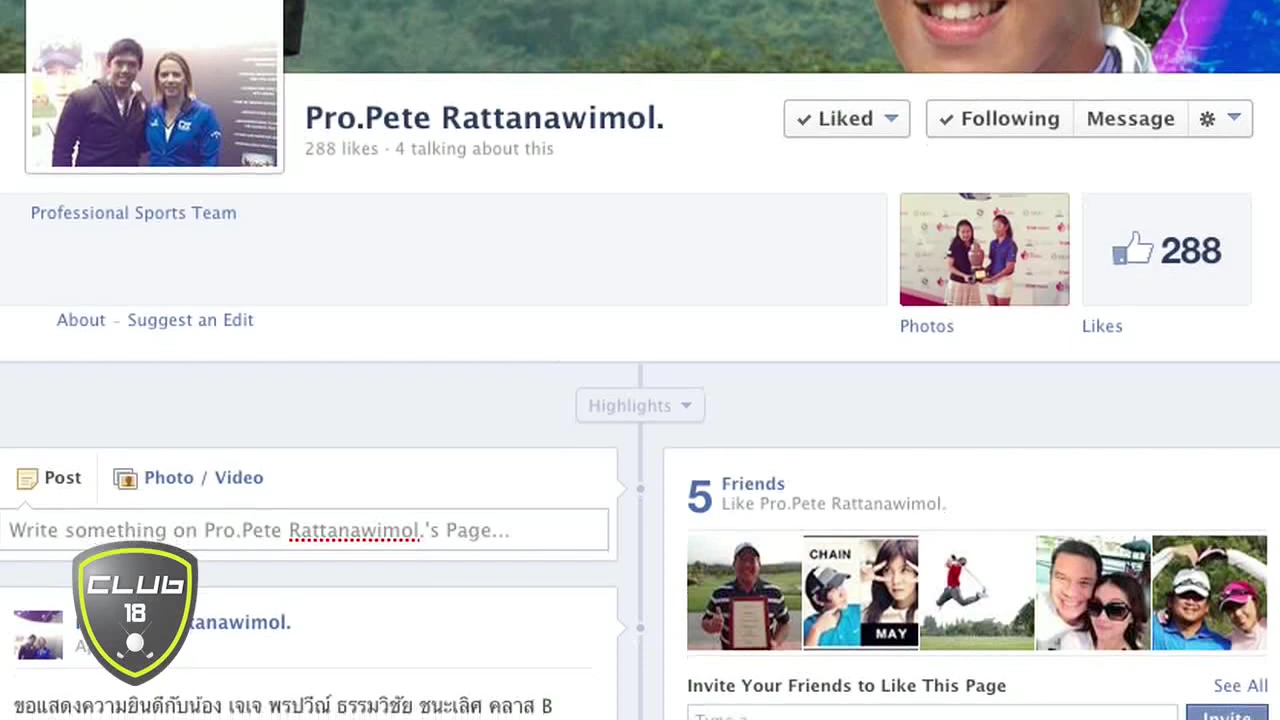 Pro.Pete Rattanawimol.
288 likes · 4 talking about this
Liked
Following
Message
Professional Sports Team
288
About - Suggest an Edit
Photos
Likes
Highlights
Post
Photo / Video
Write something on Pro.Pete Rattanawimol.'s Page...
5
Friends
Like Pro.Pete Rattanawimol.
CHAIN
MAY
CLUb
18
tanawimol.
Invite Your Friends to Like This Page
See All
ขอแสดงความยินดีกับน้อง เจเจ พรปวีณ์ ธรรมวิชัย ชนะเลิศ คลาส B
Invite